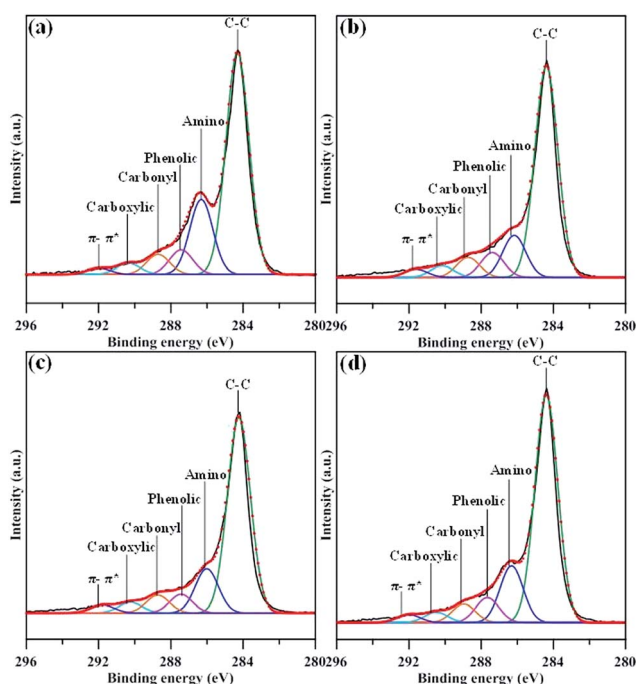 (a)
C-C
Amino
Phenolic
Carbonyl
Carboxylic
π- π*
Intensity (a.u.)
296 292 288 284 280
Binding energy (eV)
(b)
C-C
Amino
Phenolic
Carbonyl
Carboxylic
π- π*
Intensity (a.u.)
296 292 288 284 280
Binding energy (eV)
(c)
C-C
Amino
Phenolic
Carbonyl
Carboxylic
π- π*
Intensity (a.u.)
296 292 288 284 280
Binding energy (eV)
(d)
C-C
Amino
Phenolic
Carbonyl
Carboxylic
π- π*
Intensity (a.u.)
296 292 288 284 280
Binding energy (eV)